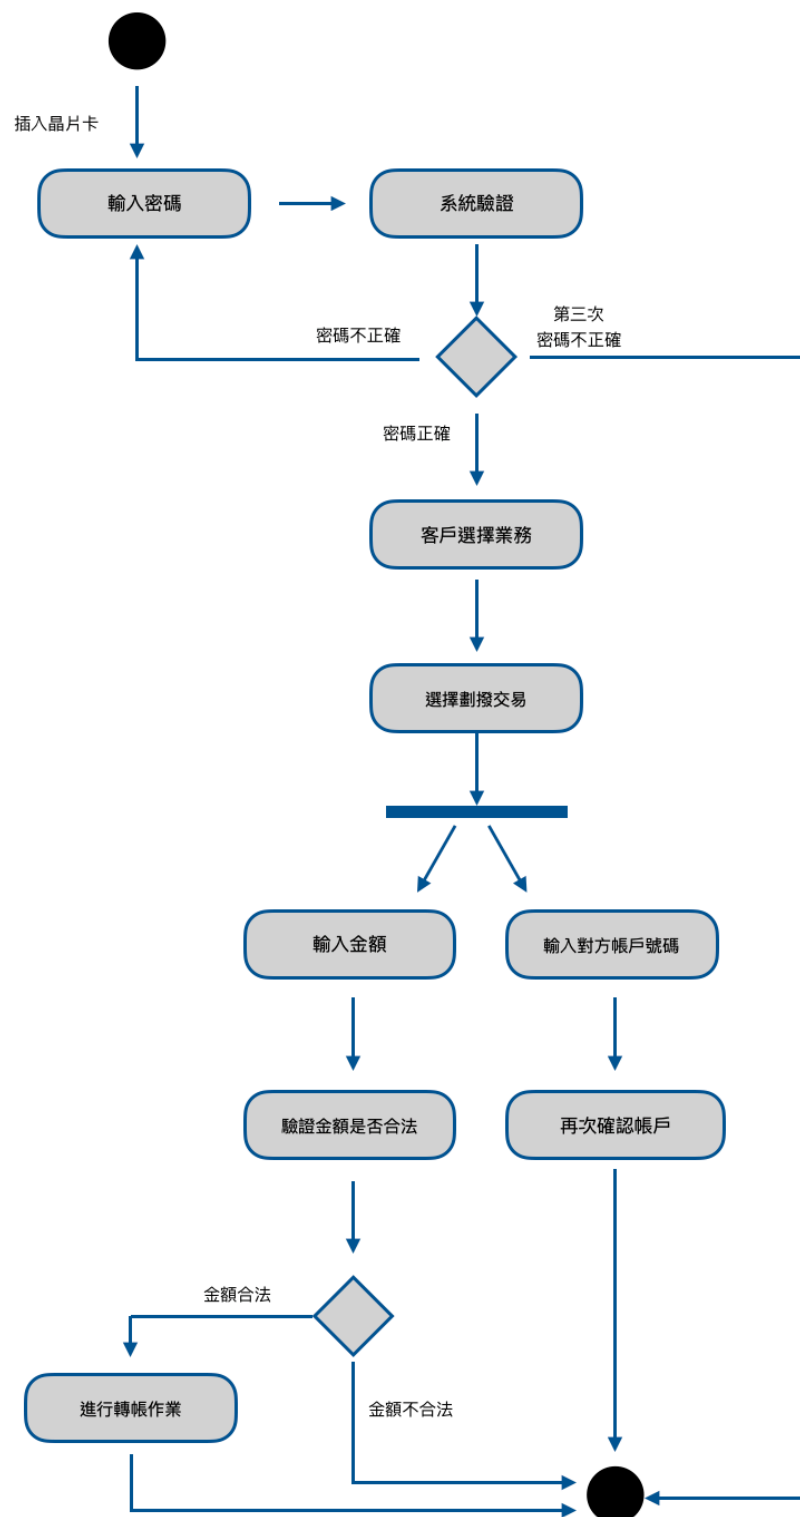 插入晶片卡
輸入密碼
系統驗證
第三次
密碼不正確
密碼不正確
密碼正確
客戶選擇業務
選擇劃撥交易
輸入金額
輸入對方帳戶號碼
驗證金額是否合法
再次確認帳戶
金額合法
進行轉帳作業
金額不合法